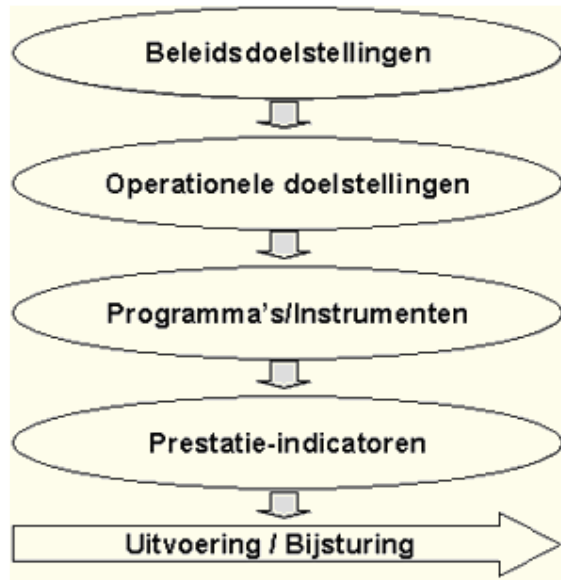 Beleidsdoelstellingen
Operationele doelstellingen
Programma's/Instrumenten
Prestatie-indicatoren
Uitvoering / Bijsturing